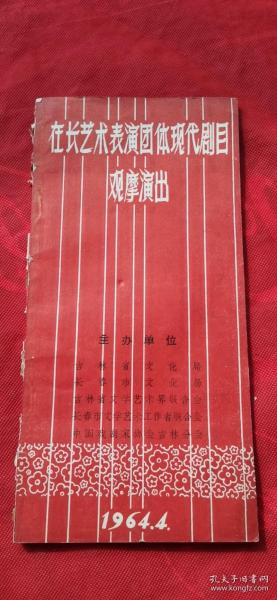 在长艺术表演团体现代剧目
观摩演出
主办单位
吉林省文化局
长春市文化局
吉林省文学艺术界联合会
长春市文学艺术工作者联合会
中国戏剧家协会吉林分会
1964.4.
孔夫子旧书网